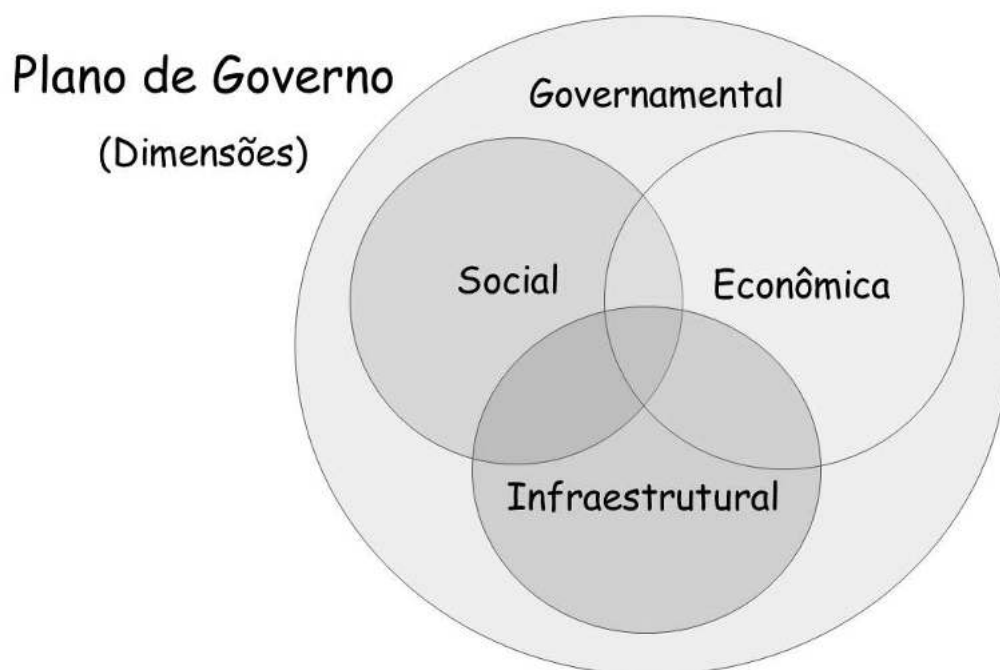 Plano de Governo
(Dimensões)
Governamental
Social
Econômica
Infraestrutural